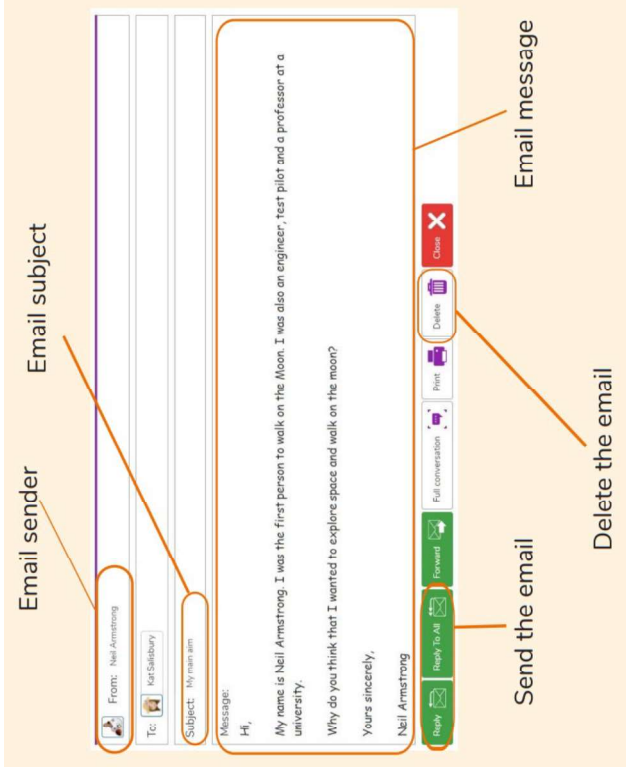 Email sender
Email subject
From: Neil Armstrong
To: Kat Salisbury
Subject: My main aim
Message:
Hi,
My name is Neil Armstrong. I was the first person to walk on the Moon. I was also an engineer, test pilot and a professor at a
university.
Why do you think that I wanted to explore space and walk on the moon?
Yours sincerely,
Neil Armstrong
Reply
Reply To All
Forward
Full conversation
Print
Delete
Close
Send the email
Delete the email
Email message